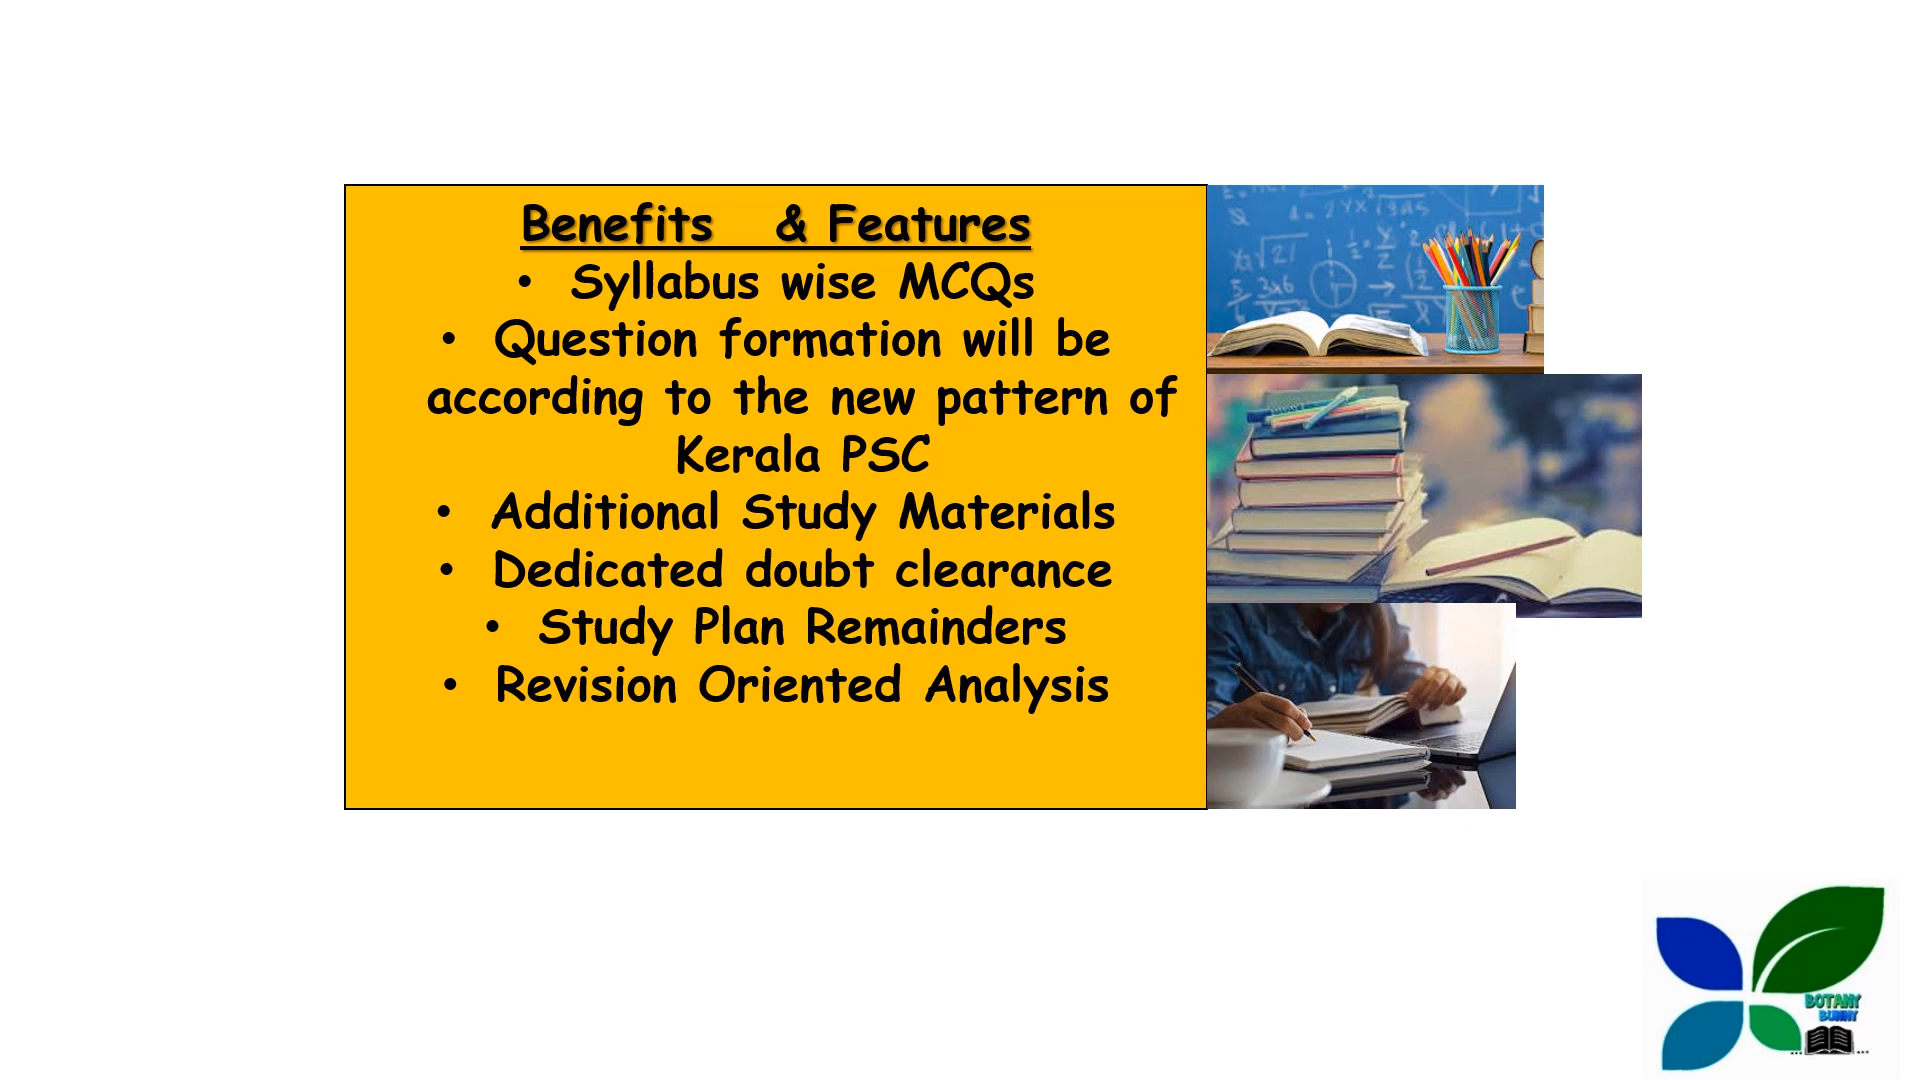 Benefits & Features
• Syllabus wise MCQs
• Question formation will be
according to the new pattern of
Kerala PSC
• Additional Study Materials
• Dedicated doubt clearance
• Study Plan Remainders
• Revision Oriented Analysis
BOTANY
BUNNY